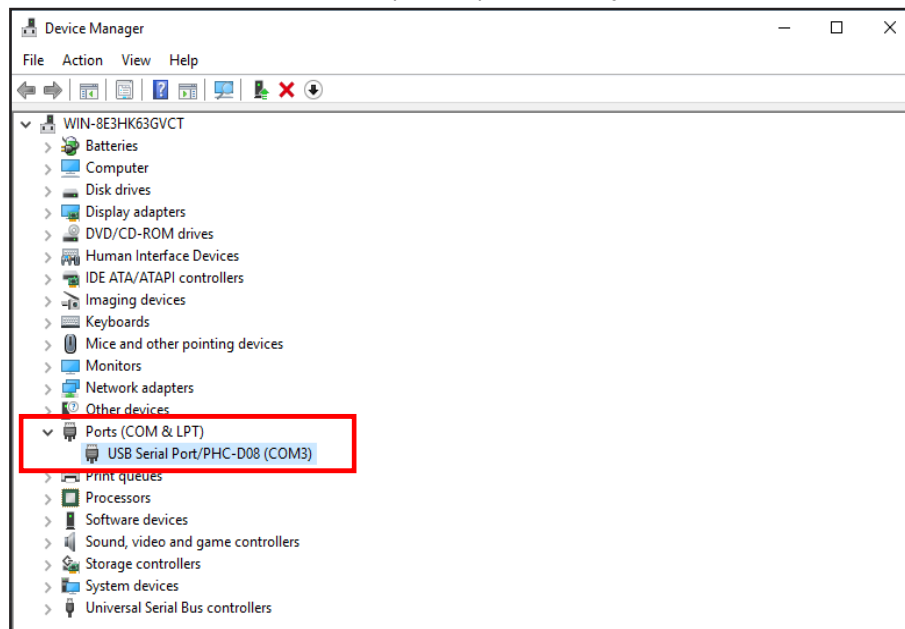 Device Manager
File Action View Help
WIN-8E3HK63GVCT
Batteries
Computer
Disk drives
Display adapters
DVD/CD-ROM drives
Human Interface Devices
IDE ATA/ATAPI controllers
Imaging devices
Keyboards
Mice and other pointing devices
Monitors
Network adapters
Other devices
Ports (COM & LPT)
USB Serial Port/PHC-D08 (COM3)
Print queues
Processors
Software devices
Sound, video and game controllers
Storage controllers
System devices
Universal Serial Bus controllers